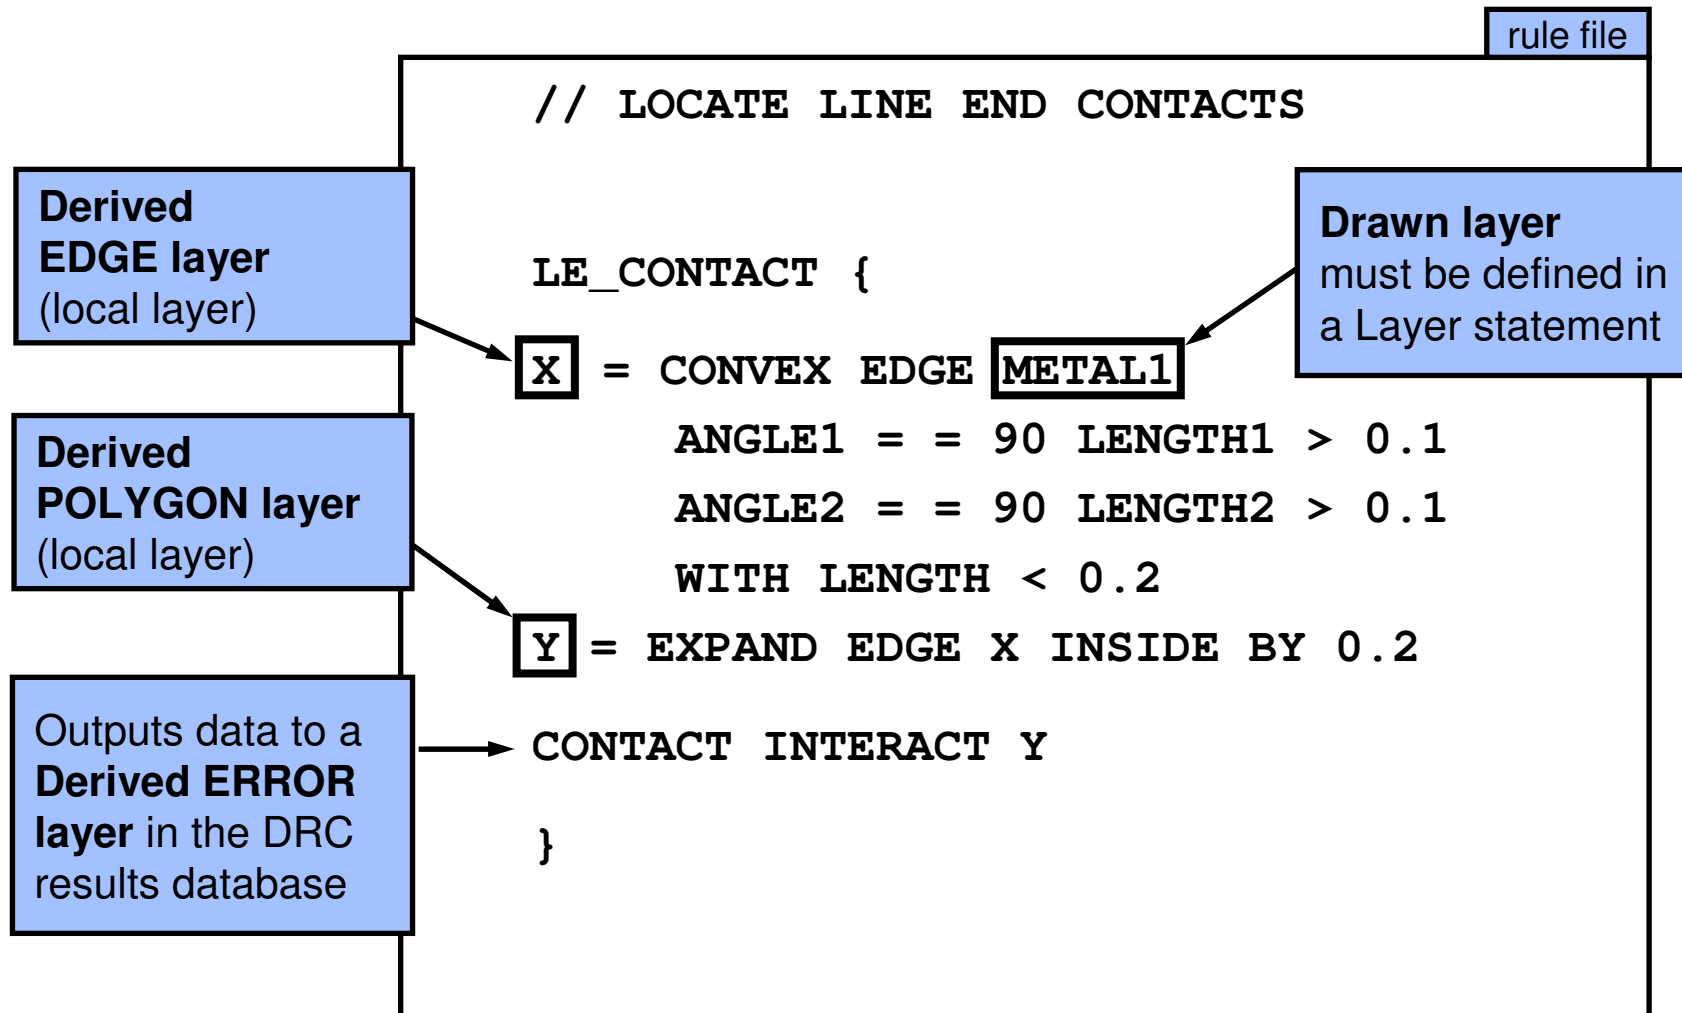 rule file
// LOCATE LINE END CONTACTS
Derived
EDGE layer
(local layer)
Drawn layer
must be defined in
a Layer statement
LE_CONTACT {
X = CONVEX EDGE METAL1
ANGLE1 = = 90 LENGTH1 > 0.1
ANGLE2 = = 90 LENGTH2 > 0.1
WITH LENGTH < 0.2
Derived
POLYGON layer
(local layer)
Y = EXPAND EDGE X INSIDE BY 0.2
Outputs data to a
Derived ERROR
layer in the DRC
results database
CONTACT INTERACT Y
}